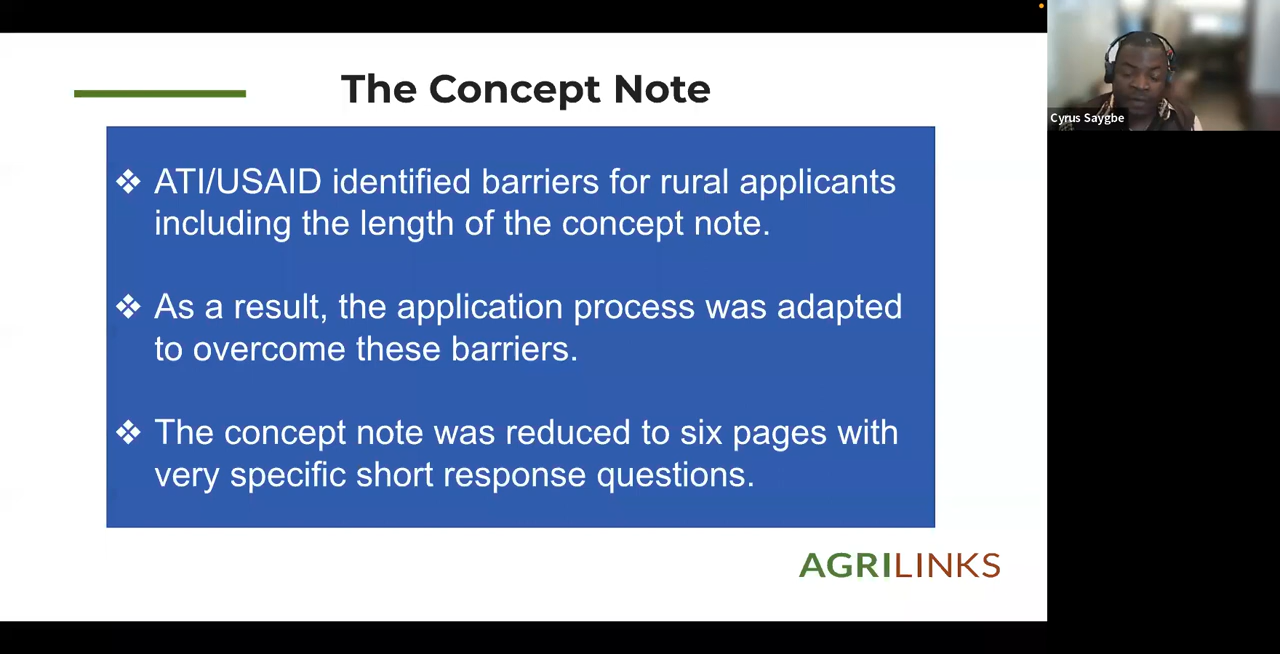 The Concept Note
❖ ATI/USAID identified barriers for rural applicants
including the length of the concept note.
❖ As a result, the application process was adapted
to overcome these barriers.
❖ The concept note was reduced to six pages with
very specific short response questions.
AGRILINKS
Cyrus Saygbe